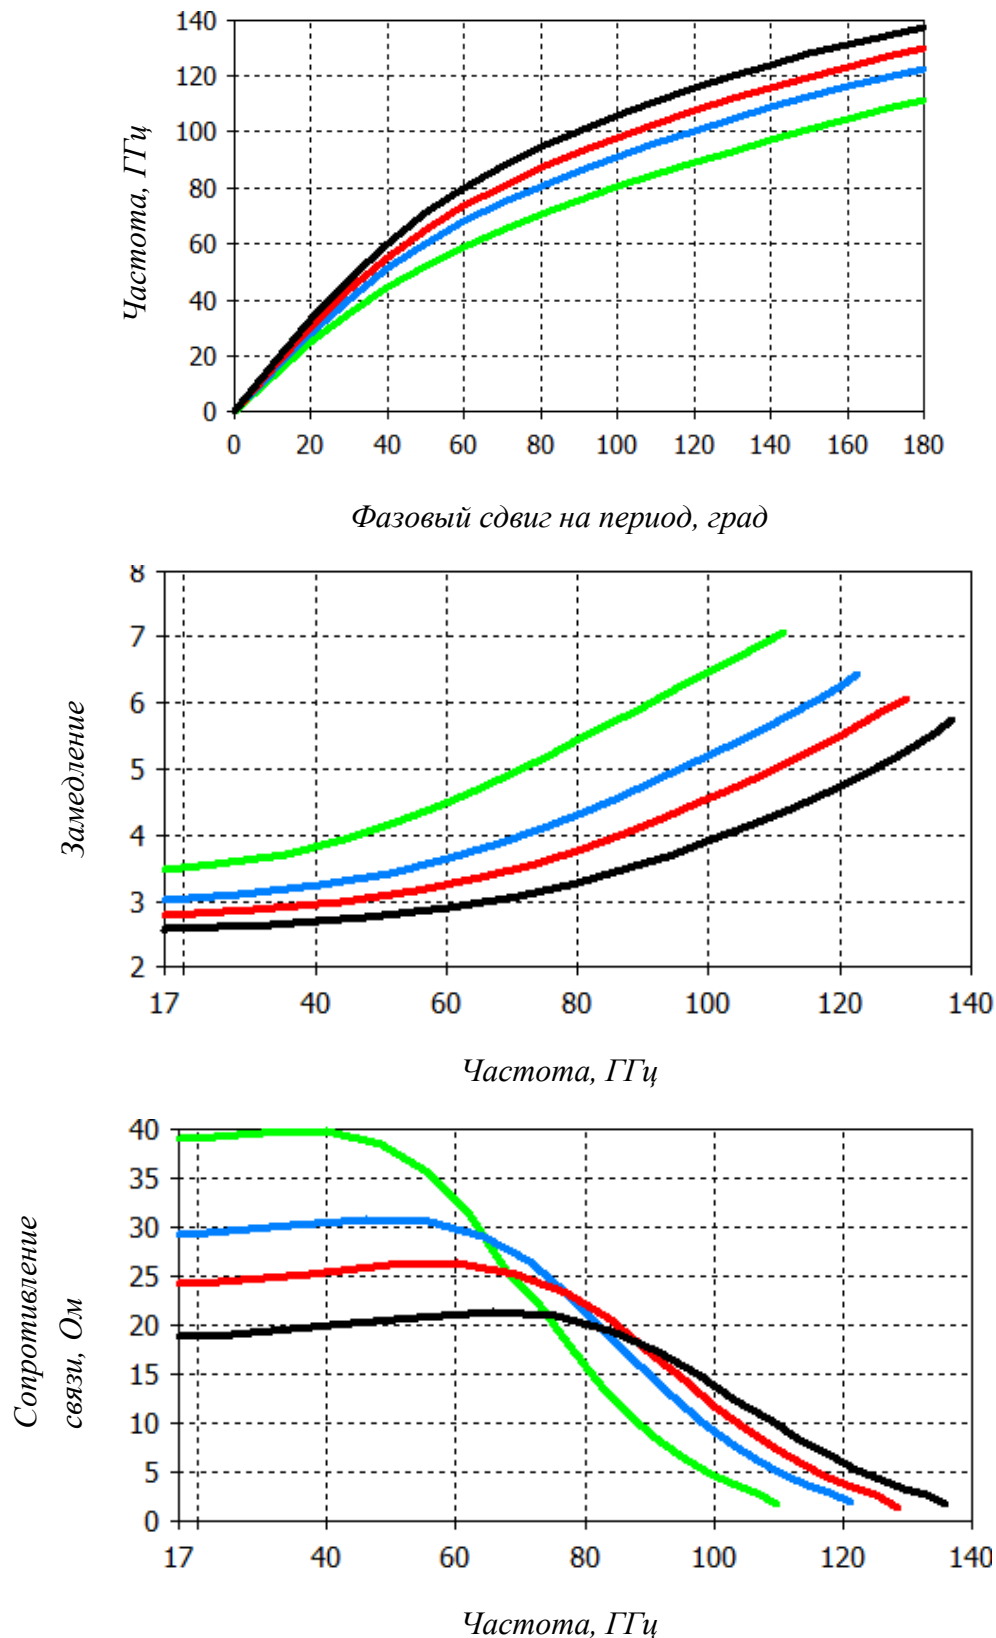 140
120
100
80
60
40
20
0
0 20 40 60 80 100 120 140 160 180
Частота, ГГц
Фазовый сдвиг на период, град
8
7
6
5
4
3
2
17 40 60 80 100 120 140
Замедление
Частота, ГГц
40
35
30
25
20
15
10
5
0
17 40 60 80 100 120 140
Сопротивление
связи, Ом
Частота, ГГц